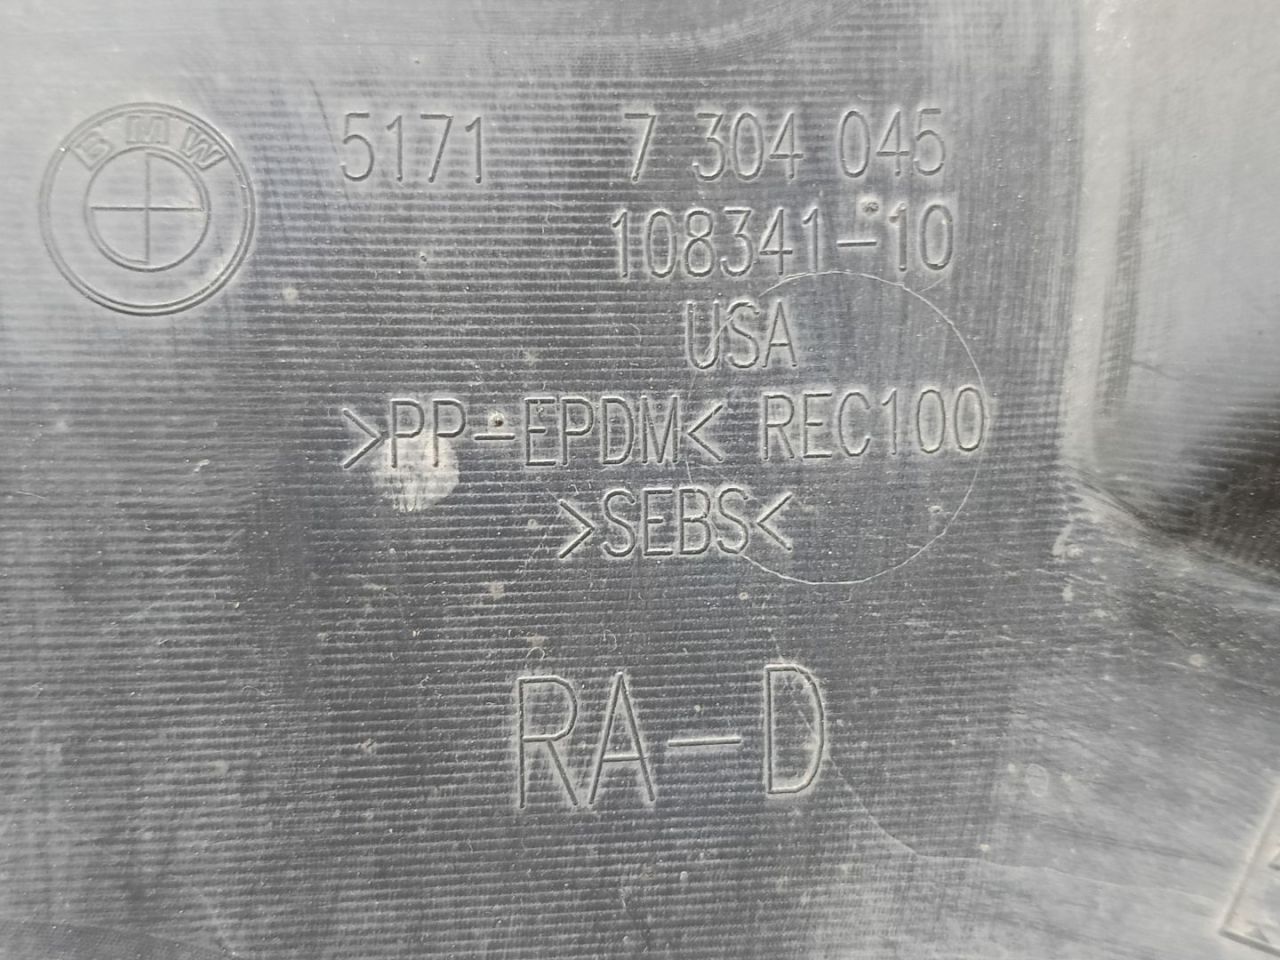 BMW
5171 7 304 045
108341-10
USA
>PP-EPDM< REC100
>SEBS<
RA-D